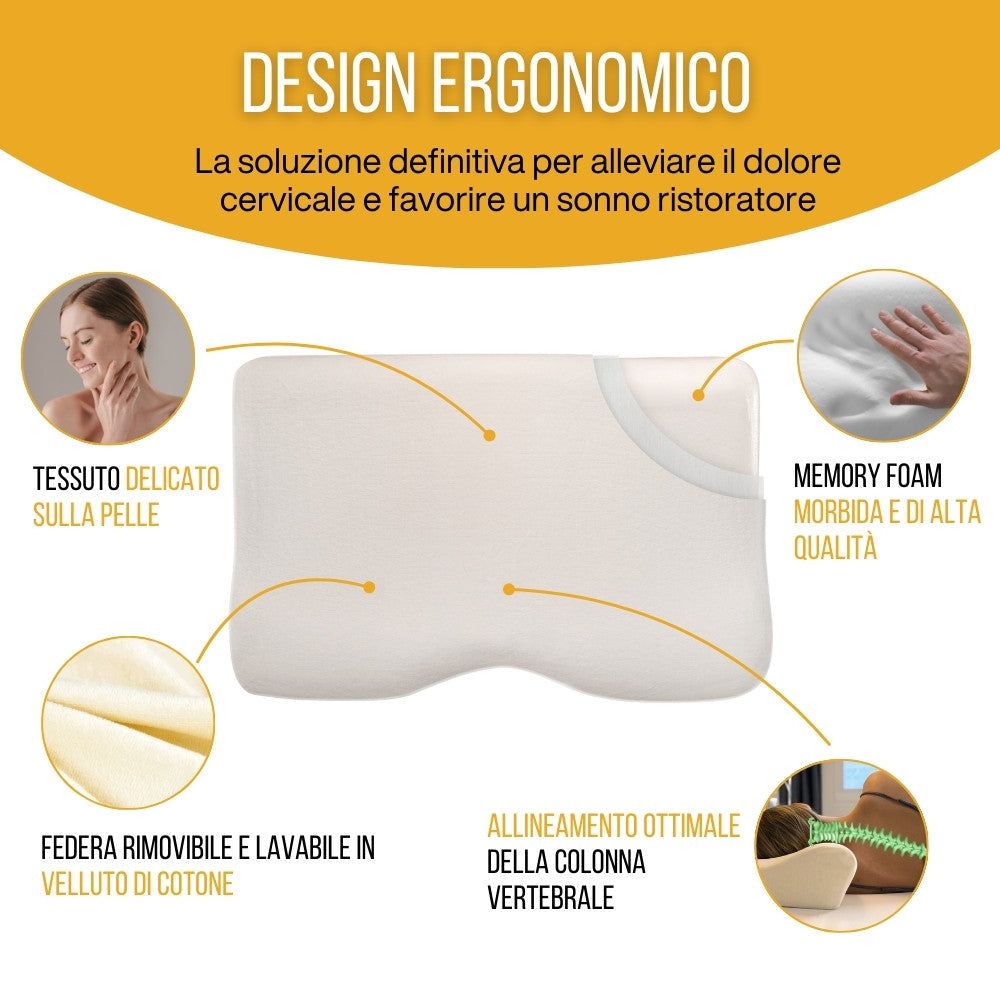 DESIGN ERGONOMICO
La soluzione definitiva per alleviare il dolore
cervicale e favorire un sonno ristoratore
TESSUTO DELICATO
SULLA PELLE
MEMORY FOAM
MORBIDA E DI ALTA
QUALITÀ
FEDERA RIMOVIBILE E LAVABILE IN
VELLUTO DI COTONE
ALLINEAMENTO OTTIMALE
DELLA COLONNA
VERTEBRALE